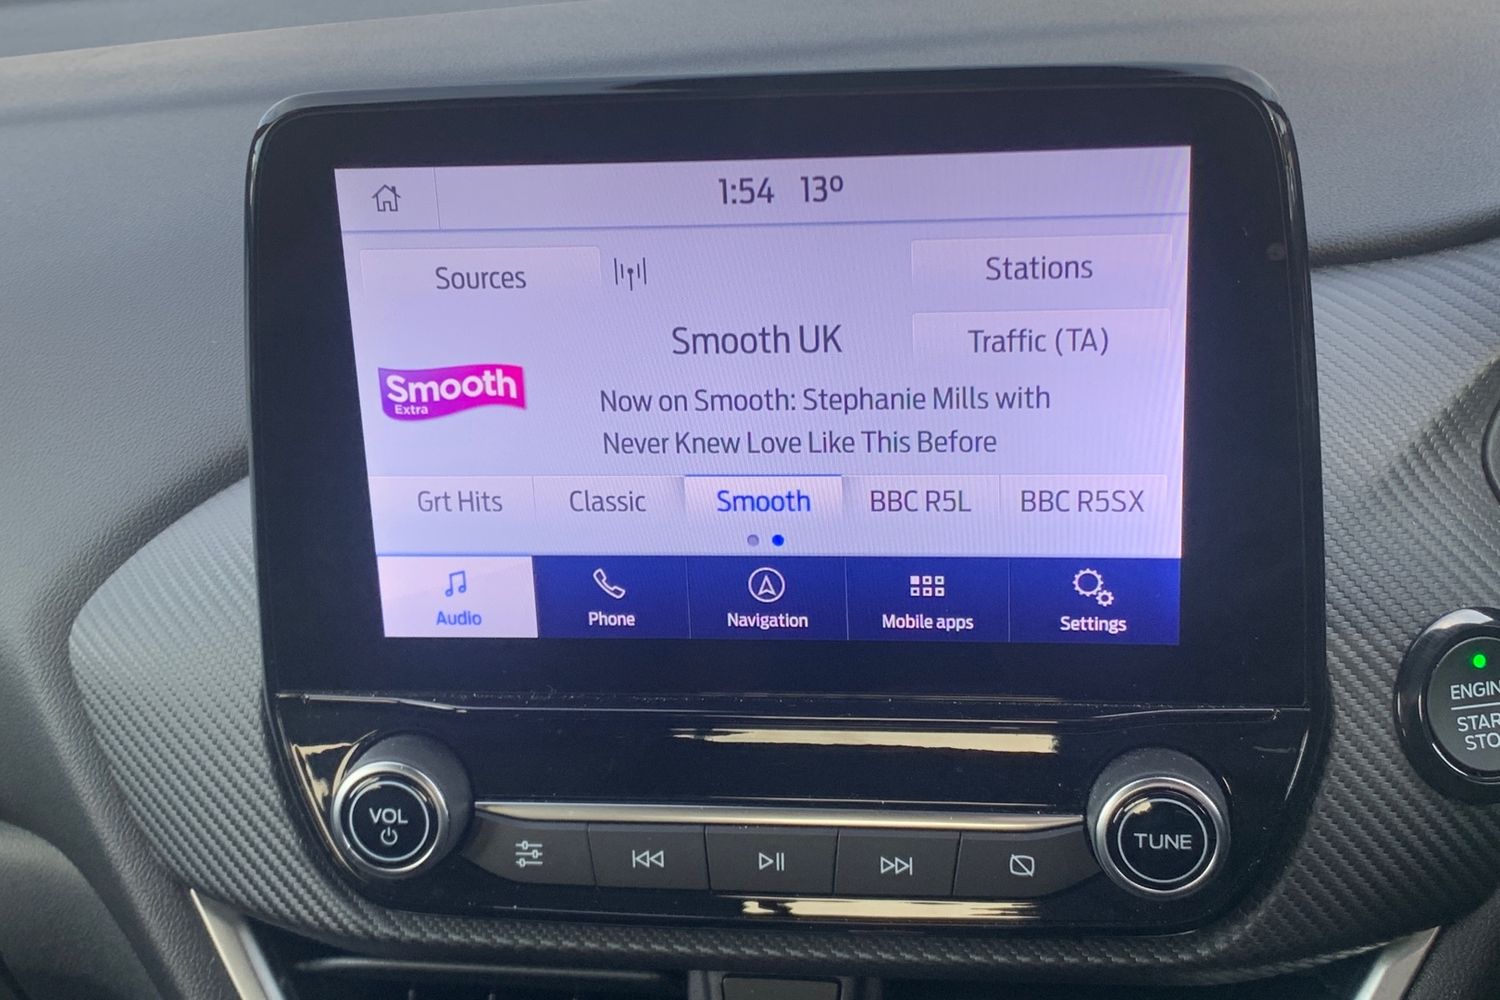 1:54 13º
Sources
Stations
Smooth UK
Traffic (TA)
Smooth
Extra
Now on Smooth: Stephanie Mills with
Never Knew Love Like This Before
Grt Hits Classic Smooth BBC R5L BBC R5SX
Audio Phone Navigation Mobile apps Settings
ENGIN
STAR
STO
VOL
TUNE